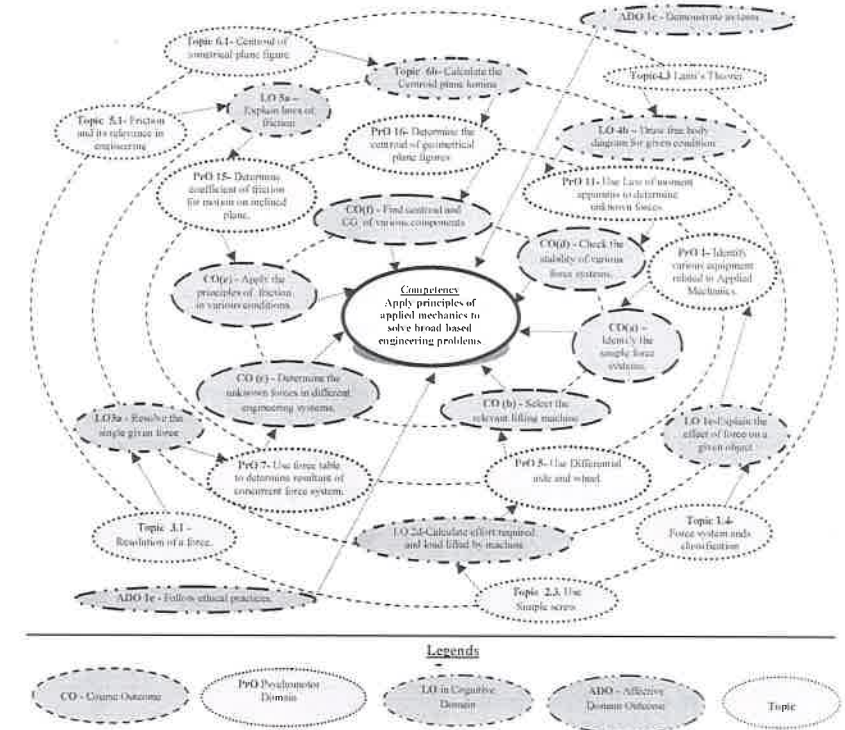 ADO 1c - Demonstrate as team
Topic 6.1- Centroid of
geometrical plane figure
Topic 6b- Calculate the
Centroid plane lamina
Topic4.3 Lami's Theorem
LO 5a –
Explain laws of
friction
Topic 5.1- Friction
and its relevance in
engineering
PrO 16- Determine the
centroid of geometrical
plane figures
LO 4b – Draw free body
diagram for given condition
PrO 15- Determine
coefficient of friction
for motion on inclined
plane.
PrO 11- Use Law of moment
apparatus to determine
unknown forces
CO(f) - Find centroid and
CG of various components
CO(d) - Check the
stability of various
force systems.
PrO 1- Identify
various equipment
related to Applied
Mechanics.
CO(e) - Apply the
principles of friction
in various conditions.
Competency
Apply principles of
applied mechanics to
solve broad based
engineering problems
CO(a) –
Identify the
simple force
systems.
CO (c) - Determine the
unknown forces in different
engineering systems.
CO (b) - Select the
relevant lifting machine
LO3a - Resolve the
single given force
LO 1e-Explain the
effect of force on a
given object
PrO 7- Use force table
to determine resultant of
concurrent force system.
PrO 5- Use Differential
axle and wheel.
Topic 3.1 -
Resolution of a force.
LO 2d-Calculate effort required
and load lifted by machine
Topic 1.4-
Force system and
classification
ADO 1e - Follow ethical practices.
Topic 2.3. Use
Simple screw
Legends
CO - Course Outcome
PrO Psychomotor
Domain
LO in Cognitive
Domain
ADO - Affective
Domain Outcome
Topic